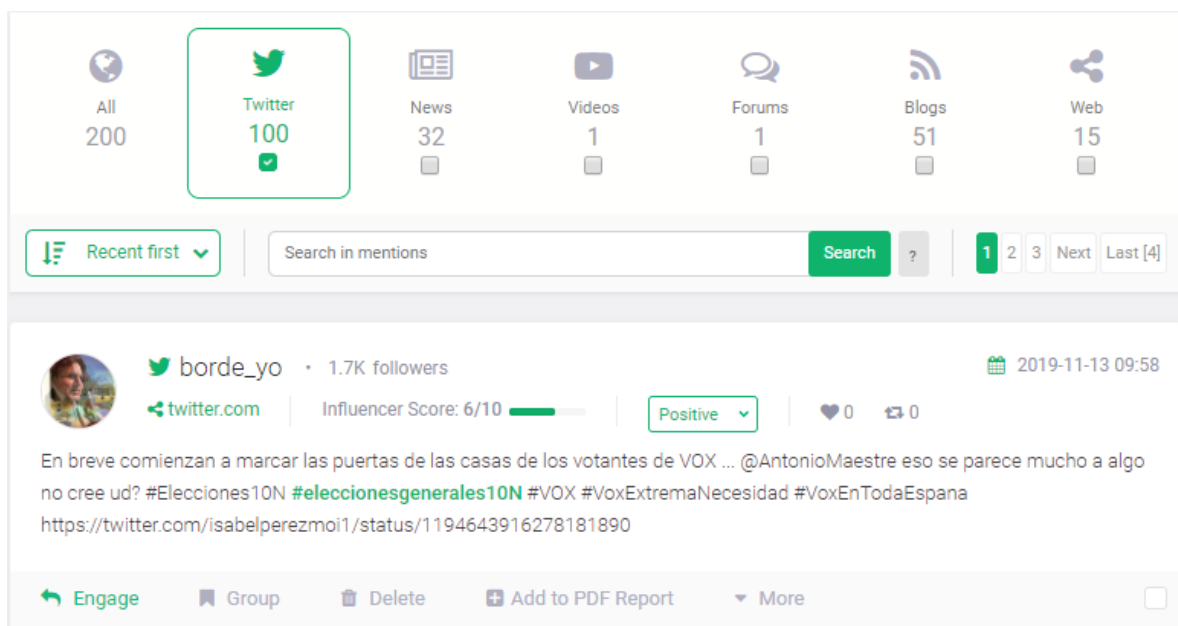 All
Twitter
News
Videos
Forums
Blogs
Web
200
100
32
1
1
51
15
Recent first
Search in mentions
Search
?
1 2 3 Next Last [4]
borde_yo · 1.7K followers
2019-11-13 09:58
twitter.com
Influencer Score: 6/10
Positive
0
0
En breve comienzan a marcar las puertas de las casas de los votantes de VOX ... @AntonioMaestre eso se parece mucho a algo
no cree ud? #Elecciones10N #eleccionesgenerales10N #VOX #VoxExtremaNecesidad #VoxEnTodaEspana
https://twitter.com/isabelperezmoi1/status/1194643916278181890
Engage
Group
Delete
Add to PDF Report
More